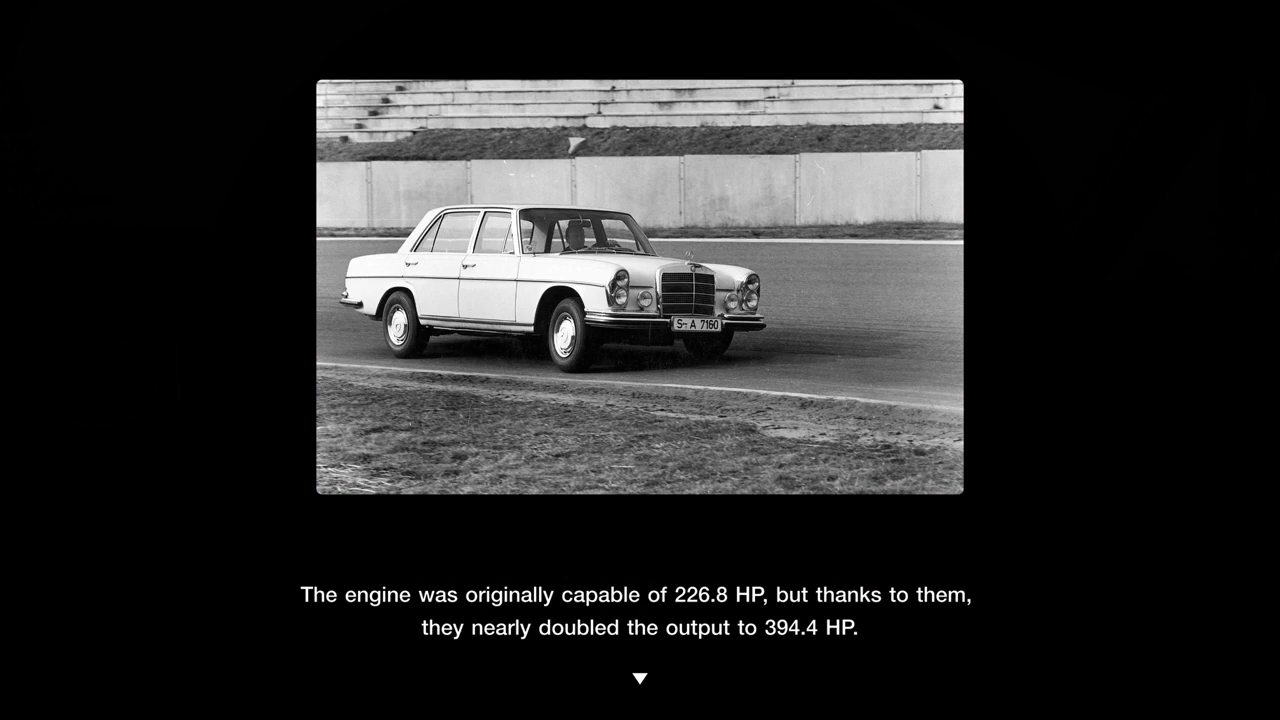 S-A 7160
The engine was originally capable of 226.8 HP, but thanks to them,
they nearly doubled the output to 394.4 HP.